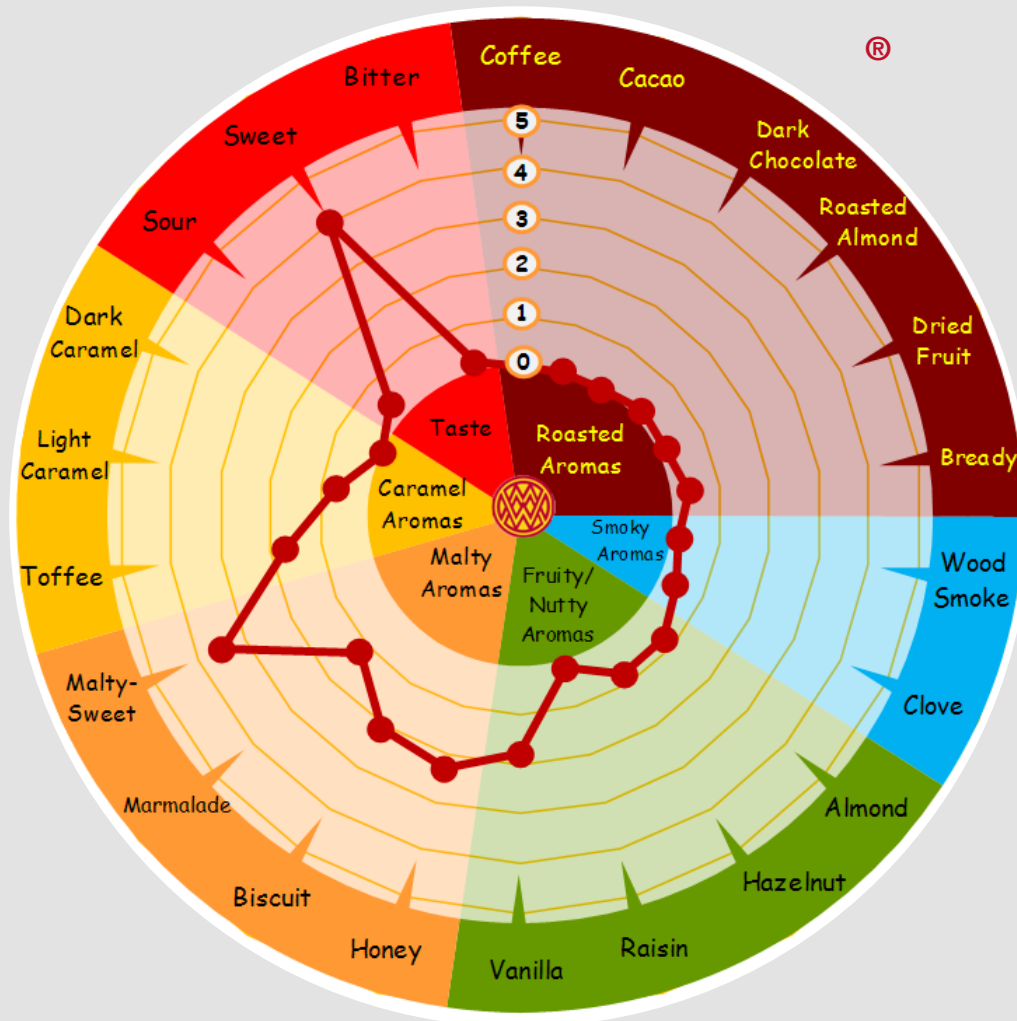 ®
Coffee
Cacao
Dark
Chocolate
Roasted
Almond
Dried
Fruit
Bready
Wood
Smoke
Clove
Almond
Hazelnut
Raisin
Vanilla
Honey
Biscuit
Marmalade
Malty-
Sweet
Toffee
Light
Caramel
Dark
Caramel
Sour
Sweet
Bitter
5
4
3
2
1
0
Taste
Roasted
Aromas
Smoky
Aromas
Fruity/
Nutty
Aromas
Malty
Aromas
Caramel
Aromas